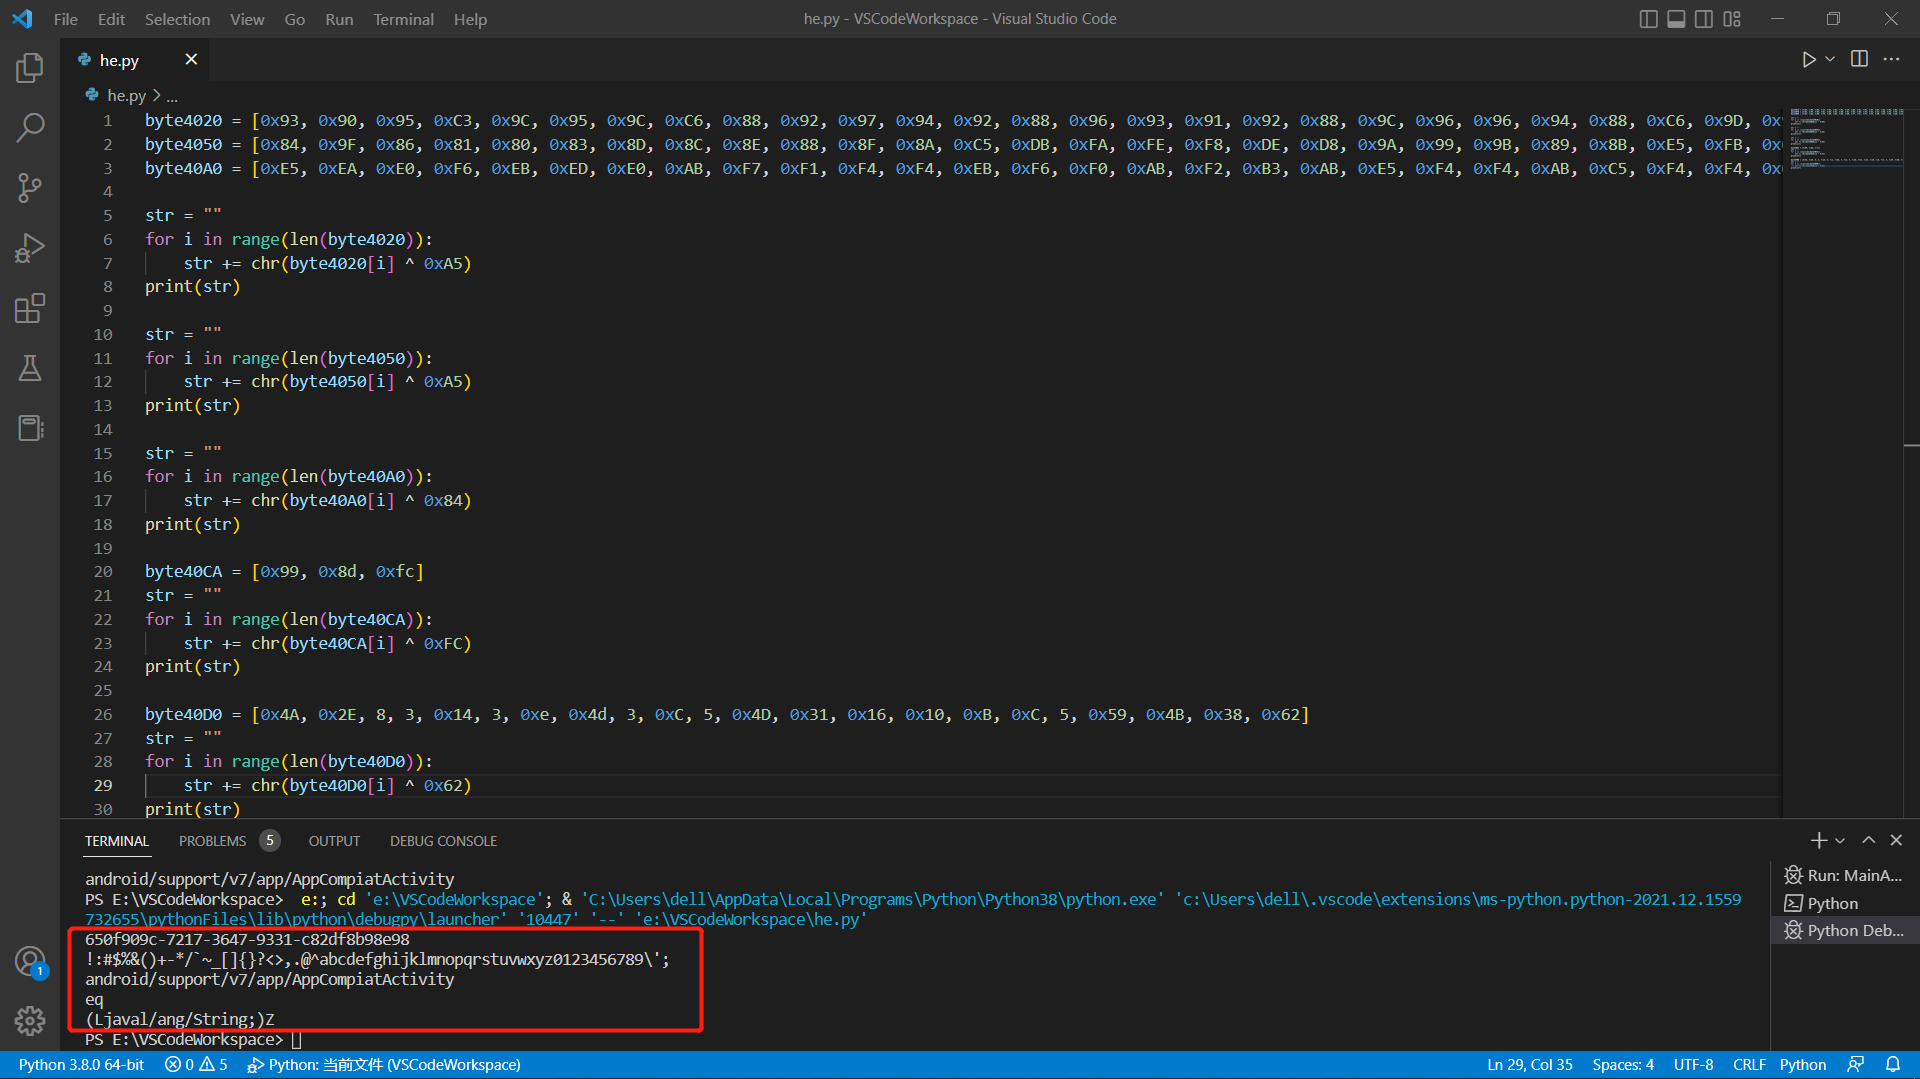 File Edit Selection View Go Run Terminal Help
he.py - VSCodeWorkspace - Visual Studio Code
he.py
he.py > ...
1 byte4020 = [0x93, 0x90, 0x95, 0xC3, 0x9C, 0x95, 0x9C, 0xC6, 0x88, 0x92, 0x97, 0x94, 0x92, 0x88, 0x96, 0x93, 0x91, 0x92, 0x88, 0x9C, 0x96, 0x96, 0x94, 0x88, 0xC6, 0x9D,
2 byte4050 = [0x84, 0x9F, 0x86, 0x81, 0x80, 0x83, 0x8D, 0x8C, 0x8E, 0x88, 0x8F, 0x8A, 0xC5, 0xDB, 0xFA, 0xFE, 0xF8, 0xDE, 0xD8, 0x9A, 0x99, 0x9B, 0x89, 0x8B, 0xE5, 0xFB,
3 byte40A0 = [0xE5, 0xEA, 0xE0, 0xF6, 0xEB, 0xED, 0xE0, 0xAB, 0xF7, 0xF1, 0xF4, 0xF4, 0xEB, 0xF6, 0xF0, 0xAB, 0xF2, 0xB3, 0xAB, 0xE5, 0xF4, 0xF4, 0xAB, 0xC5, 0xF4, 0xF4,
4
5 str = ""
6 for i in range(len(byte4020)):
7 str += chr(byte4020[i] ^ 0xA5)
8 print(str)
9
10 str = ""
11 for i in range(len(byte4050)):
12 str += chr(byte4050[i] ^ 0xA5)
13 print(str)
14
15 str = ""
16 for i in range(len(byte40A0)):
17 str += chr(byte40A0[i] ^ 0x84)
18 print(str)
19
20 byte40CA = [0x99, 0x8d, 0xfc]
21 str = ""
22 for i in range(len(byte40CA)):
23 str += chr(byte40CA[i] ^ 0xFC)
24 print(str)
25
26 byte40D0 = [0x4A, 0x2E, 8, 3, 0x14, 3, 0xe, 0x4d, 3, 0xC, 5, 0x4D, 0x31, 0x16, 0x10, 0xB, 0xC, 5, 0x59, 0x4B, 0x38, 0x62]
27 str = ""
28 for i in range(len(byte40D0)):
29 str += chr(byte40D0[i] ^ 0x62)
30 print(str)
TERMINAL PROBLEMS 5 OUTPUT DEBUG CONSOLE
android/support/v7/app/AppCompiatActivity
PS E:\VSCodeWorkspace> e:; cd 'e:\VSCodeWorkspace'; & 'C:\Users\dell\AppData\Local\Programs\Python\Python38\python.exe' 'c:\Users\dell\.vscode\extensions\ms-python.python-2021.12.1559
732655\pythonFiles\lib\python\debugpy\launcher' '10447' '--' 'e:\VSCodeWorkspace\he.py'
650f909c-7217-3647-9331-c82df8b98e98
!:#$%&()+-*/`~_[]{}?<>,.@^abcdefghijklmnopqrstuvwxyz0123456789\';
android/support/v7/app/AppCompiatActivity
eq
(Ljaval/ang/String;)Z
PS E:\VSCodeWorkspace>
Run: MainA...
Python
Python Deb...
1
Python 3.8.0 64-bit 0 5 Python: 当前文件 (VSCodeWorkspace) Ln 29, Col 35 Spaces: 4 UTF-8 CRLF Python